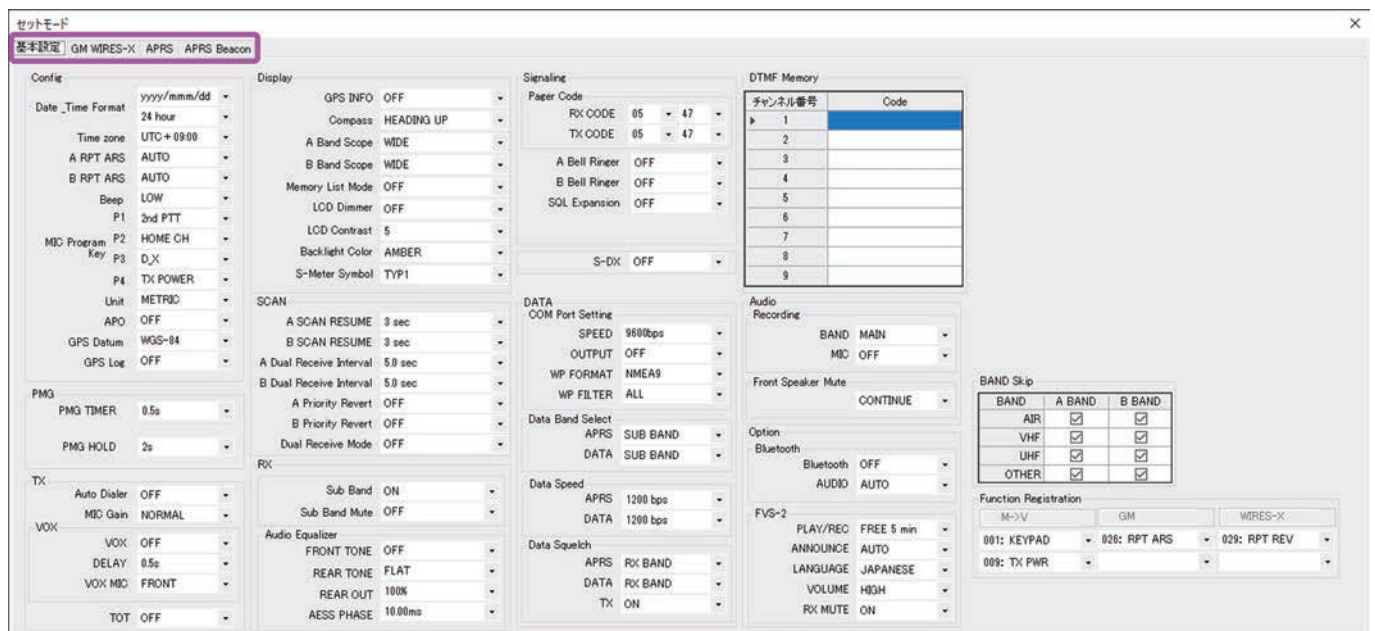 セットモード
基本設定 GM WIRES-X APRS APRS Beacon
Config
Date _Time Format yyyy/mmm/dd
24 hour
Time zone UTC + 09:00
A RPT ARS AUTO
B RPT ARS AUTO
Beep LOW
MIC Program Key
P1 2nd PTT
P2 HOME CH
P3 D_X
P4 TX POWER
Unit METRIC
APO OFF
GPS Datum WGS-84
GPS Log OFF
PMG
PMG TIMER 0.5s
PMG HOLD 2s
TX
Auto Dialer OFF
MIC Gain NORMAL
VOX
VOX OFF
DELAY 0.5s
VOX MIC FRONT
TOT OFF
Display
GPS INFO OFF
Compass HEADING UP
A Band Scope WIDE
B Band Scope WIDE
Memory List Mode OFF
LCD Dimmer OFF
LCD Contrast 5
Backlight Color AMBER
S-Meter Symbol TYP1
SCAN
A SCAN RESUME 3 sec
B SCAN RESUME 3 sec
A Dual Receive Interval 5.0 sec
B Dual Receive Interval 5.0 sec
A Priority Revert OFF
B Priority Revert OFF
Dual Receive Mode OFF
RX
Sub Band ON
Sub Band Mute OFF
Audio Equalizer
FRONT TONE OFF
REAR TONE FLAT
REAR OUT 100%
AESS PHASE 10.00ms
Signaling
Pager Code
RX CODE 05 47
TX CODE 05 47
A Bell Ringer OFF
B Bell Ringer OFF
SQL Expansion OFF
S-DX OFF
DATA
COM Port Setting
SPEED 9600bps
OUTPUT OFF
WP FORMAT NMEA9
WP FILTER ALL
Data Band Select
APRS SUB BAND
DATA SUB BAND
Data Speed
APRS 1200 bps
DATA 1200 bps
Data Squelch
APRS RX BAND
DATA RX BAND
TX ON
DTMF Memory
チャンネル番号 Code
1
2
3
4
5
6
7
8
9
Audio
Recording
BAND MAIN
MIC OFF
Front Speaker Mute
CONTINUE
Option
Bluetooth
Bluetooth OFF
AUDIO AUTO
FVS-2
PLAY/REC FREE 5 min
ANNOUNCE AUTO
LANGUAGE JAPANESE
VOLUME HIGH
RX MUTE ON
BAND Skip
BAND A BAND B BAND
AIR
VHF
UHF
OTHER
Function Registration
M->V GM WIRES-X
001: KEYPAD 026: RPT ARS 029: RPT REV
009: TX PWR